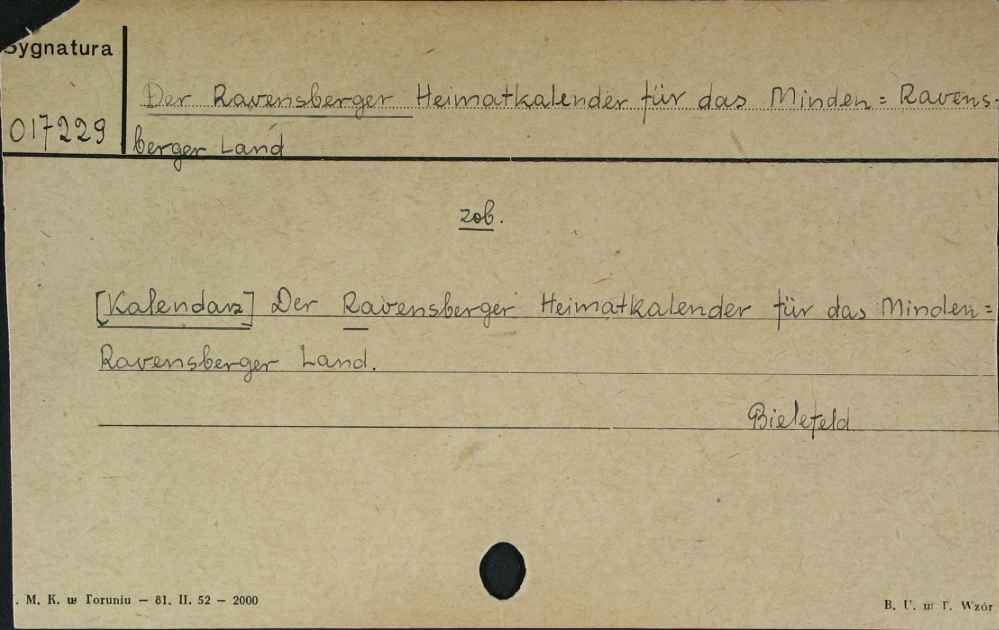 Sygnatura
Der Ravensberger Heimatkalender für das Minden=Ravens-
017229
berger Land
zob.
[Kalendarz] Der Ravensberger Heimatkalender für das Minden=
Ravensberger Land.
Bielefeld
. M. K. w Toruniu — 81. II. 52 — 2000
B. U. w T. Wzór